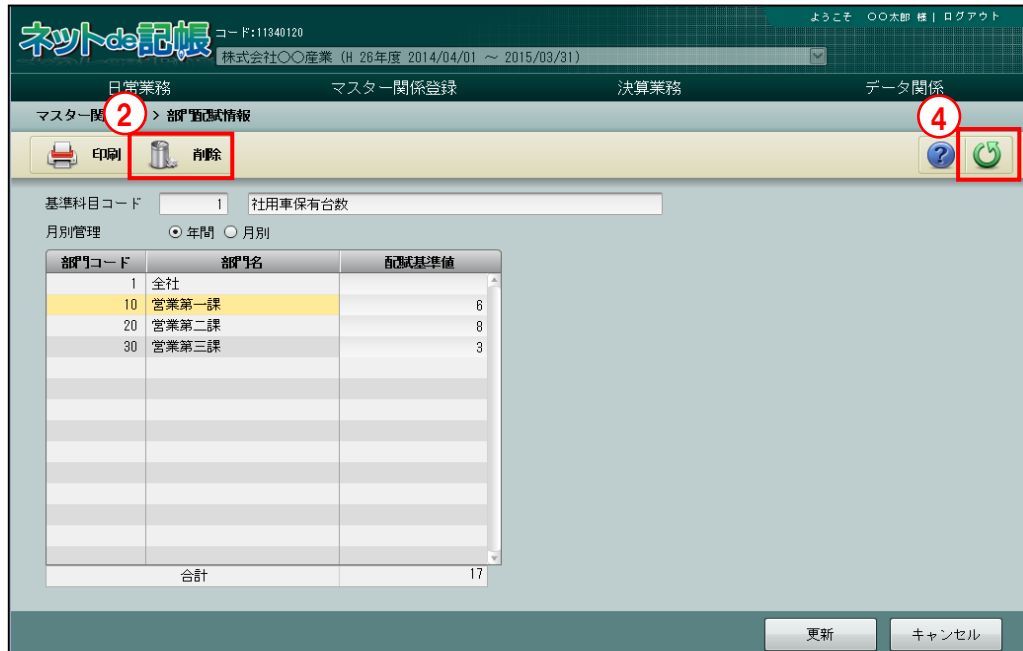 ようこそ 〇〇太郎 様 | ログアウト
ネットde記帳 コード:11340120
株式会社〇〇産業 (H 26年度 2014/04/01 ～ 2015/03/31)
日常業務 マスター関係登録 決算業務 データ関係
マスター関 2 > 部門配賦情報 4
印刷 削除 ?
基準科目コード 1 社用車保有台数
月別管理 年間 月別
部門コード 部門名 配賦基準値
1 全社
10 営業第一課 6
20 営業第二課 8
30 営業第三課 3
合計 17
更新 キャンセル